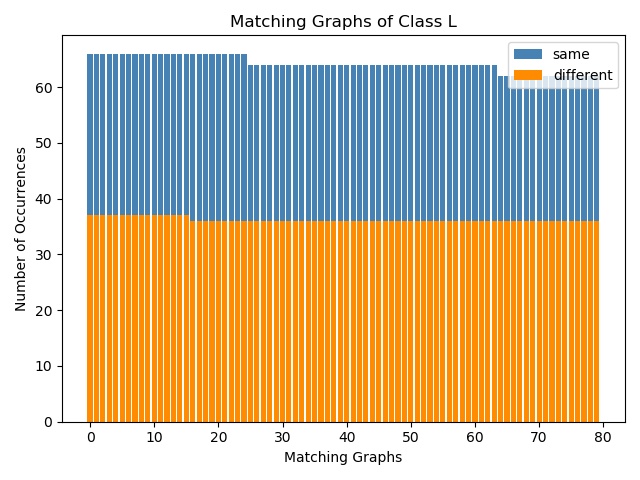 Matching Graphs of Class L
same
different
Number of Occurrences
60
50
40
30
20
10
0
0 10 20 30 40 50 60 70 80
Matching Graphs